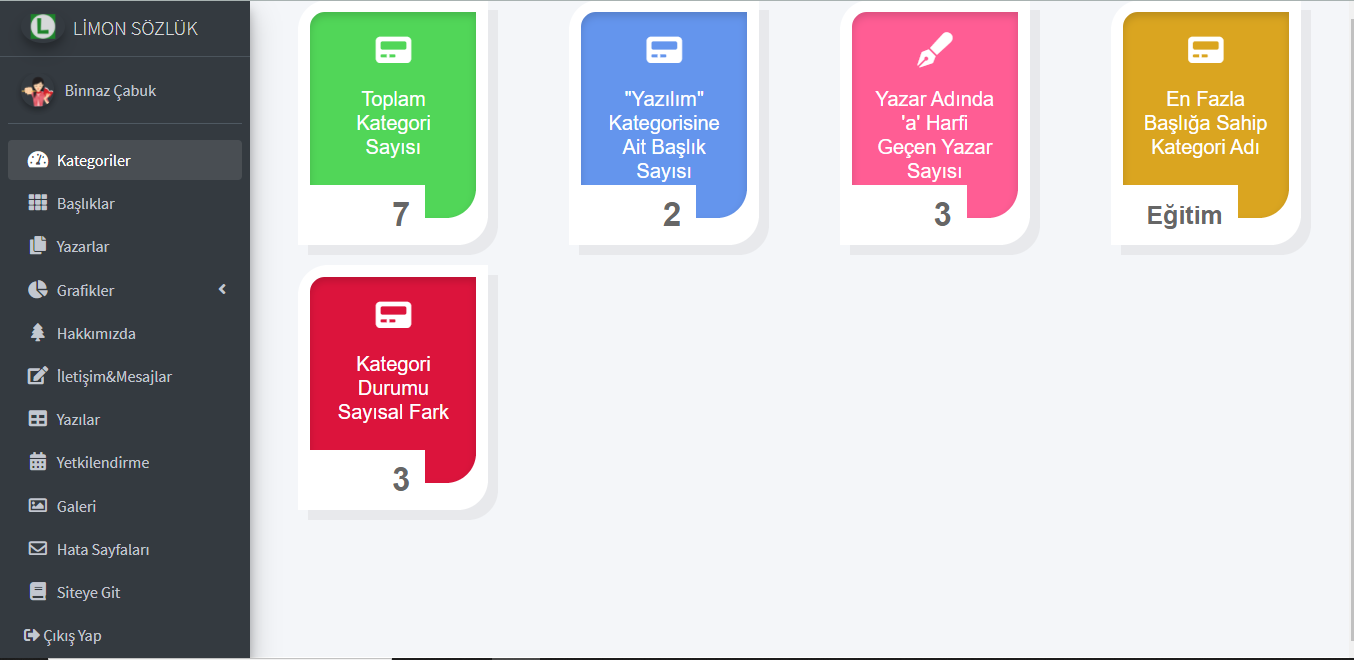 LİMON SÖZLÜK
Binnaz Çabuk
Kategoriler
Başlıklar
Yazarlar
Grafikler
Hakkımızda
İletişim&Mesajlar
Yazılar
Yetkilendirme
Galeri
Hata Sayfaları
Siteye Git
Çıkış Yap
Toplam
Kategori
Sayısı
7
"Yazılım"
Kategorisine
Ait Başlık
Sayısı
2
Yazar Adında
'a' Harfi
Geçen Yazar
Sayısı
3
En Fazla
Başlığa Sahip
Kategori Adı
Eğitim
Kategori
Durumu
Sayısal Fark
3